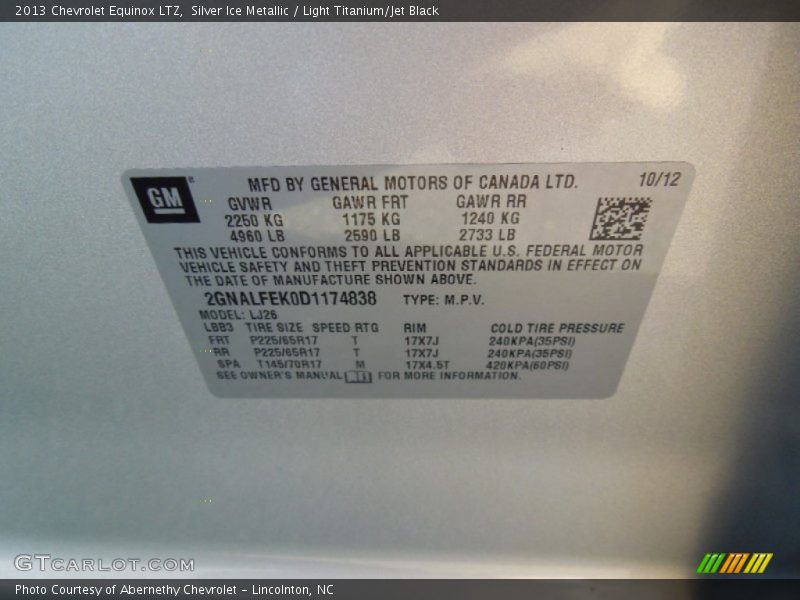 2013 Chevrolet Equinox LTZ, Silver Ice Metallic / Light Titanium/Jet Black
GM
MFD BY GENERAL MOTORS OF CANADA LTD. 10/12
GVWR GAWR FRT GAWR RR
2250 KG 1175 KG 1240 KG
4960 LB 2590 LB 2733 LB
THIS VEHICLE CONFORMS TO ALL APPLICABLE U.S. FEDERAL MOTOR
VEHICLE SAFETY AND THEFT PREVENTION STANDARDS IN EFFECT ON
THE DATE OF MANUFACTURE SHOWN ABOVE.
2GNALFEK0D1174838 TYPE: M.P.V.
MODEL: LJ26
LBB3 TIRE SIZE SPEED RTG RIM COLD TIRE PRESSURE
FRT P225/65R17 T 17X7J 240KPA(35PSI)
RR P225/65R17 T 17X7J 240KPA(35PSI)
SPA T145/70R17 M 17X4.5T 420KPA(60PSI)
SEE OWNER'S MANUAL FOR MORE INFORMATION.
GTCARLOT.COM
Photo Courtesy of Abernethy Chevrolet - Lincolnton, NC